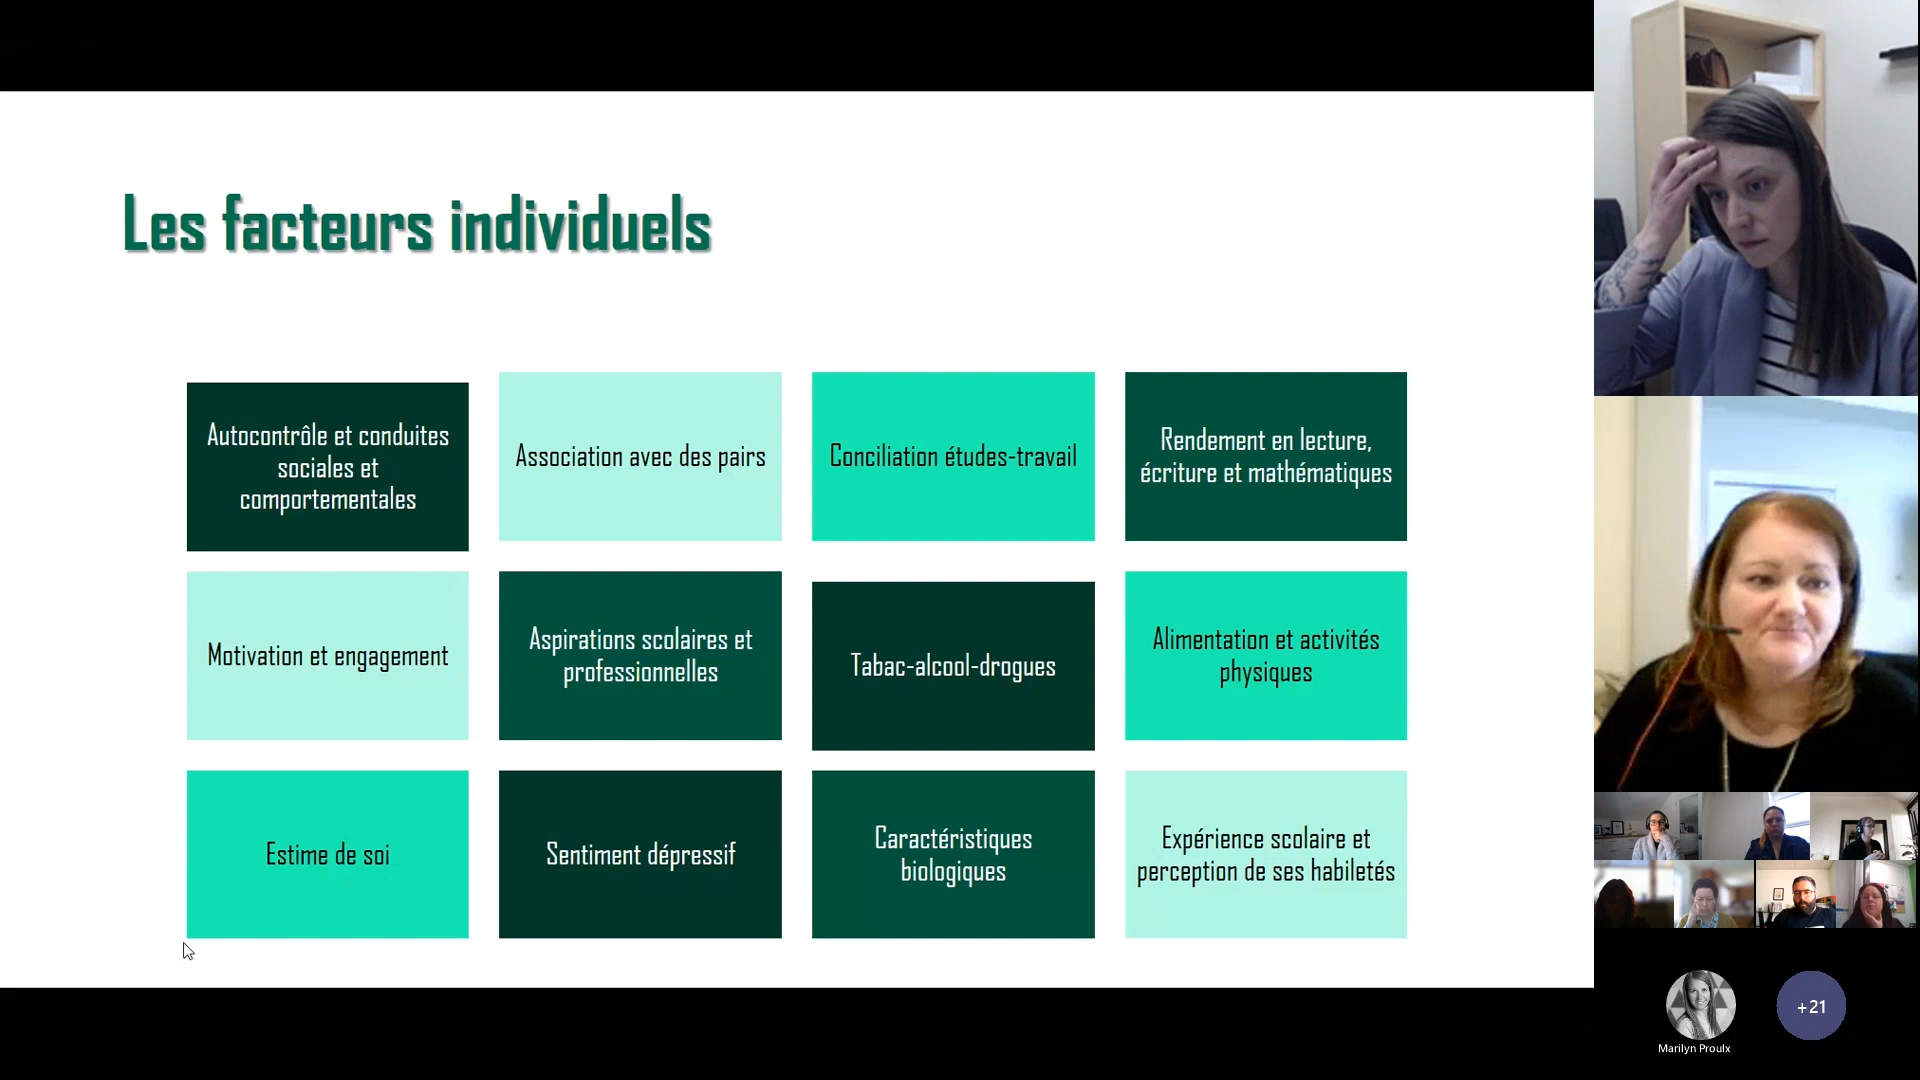 Les facteurs individuels
Autocontrôle et conduites
sociales et
comportementales
Association avec des pairs
Conciliation études-travail
Rendement en lecture,
écriture et mathématiques
Motivation et engagement
Aspirations scolaires et
professionnelles
Tabac-alcool-drogues
Alimentation et activités
physiques
Estime de soi
Sentiment dépressif
Caractéristiques
biologiques
Expérience scolaire et
perception de ses habiletés
+21
Marilyn Proulx